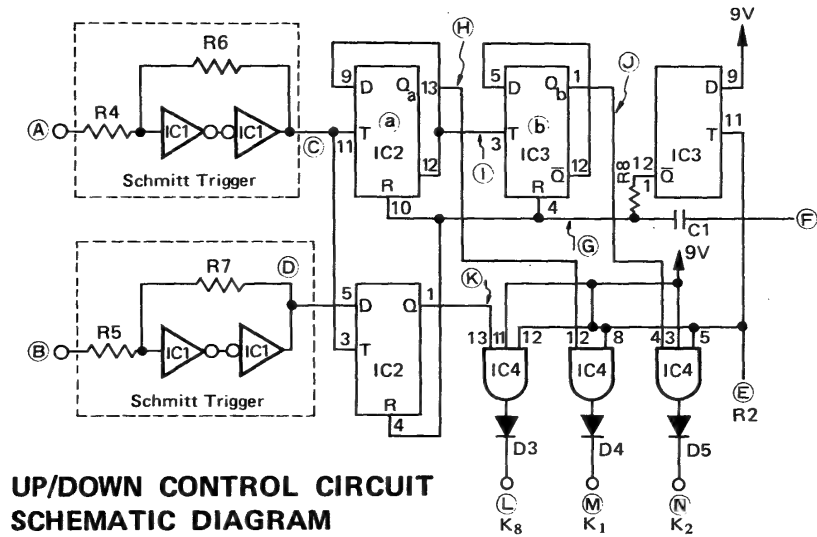 R6
R4
A
IC1
IC1
Schmitt Trigger
C
9
D
Qa
13
a
T
11
IC2
12
R
10
H
I
5
D
Qb
1
b
T
3
IC3
Q̅
12
R
4
J
9V
D
9
T
11
IC3
12
Q̅
1
R8
C1
F
G
R7
D
R5
B
IC1
IC1
Schmitt Trigger
5
D
Q
1
3
T
IC2
R
4
K
9V
13
11
12
1
2
8
4
3
5
IC4
IC4
IC4
E
R2
D3
D4
D5
L
M
N
K8
K1
K2
UP/DOWN CONTROL CIRCUIT
SCHEMATIC DIAGRAM